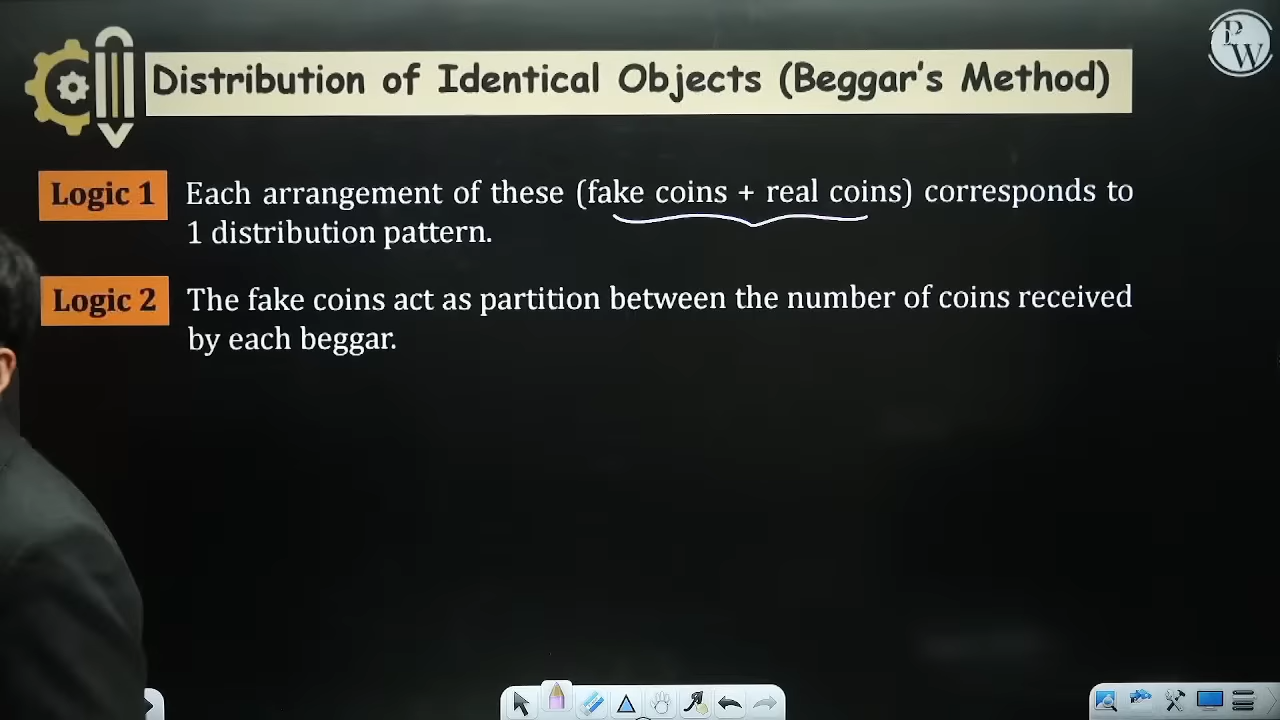 Distribution of Identical Objects (Beggar's Method)
PW
Logic 1
Each arrangement of these (fake coins + real coins) corresponds to
1 distribution pattern.
Logic 2
The fake coins act as partition between the number of coins received
by each beggar.